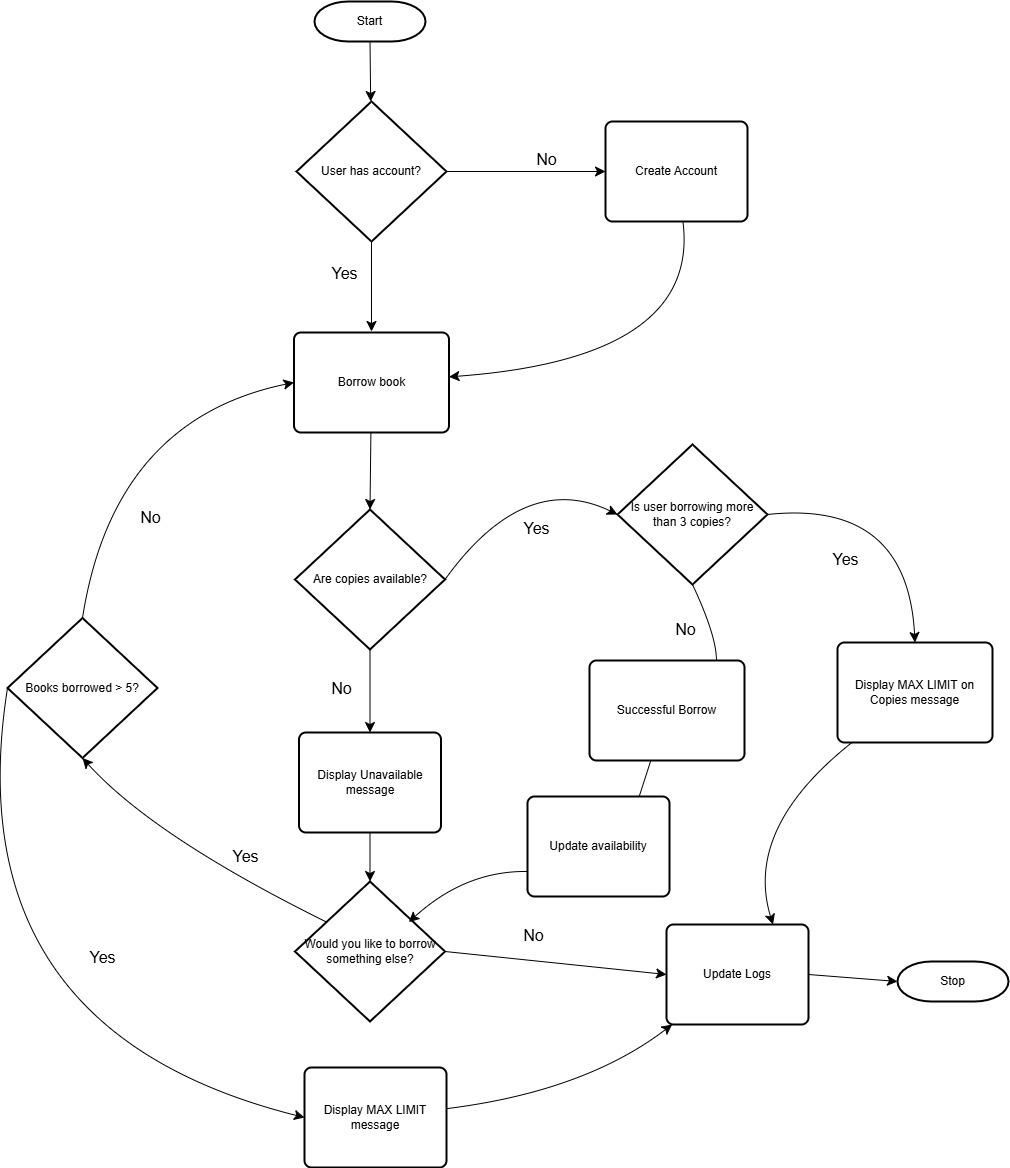 Start
User has account?
No
Create Account
Yes
Borrow book
Is user borrowing more
than 3 copies?
No
Yes
Yes
Are copies available?
No
Books borrowed > 5?
No
Display MAX LIMIT on
Copies message
Successful Borrow
Display Unavailable
message
Update availability
Yes
No
Would you like to borrow
something else?
Yes
Update Logs
Stop
Display MAX LIMIT
message